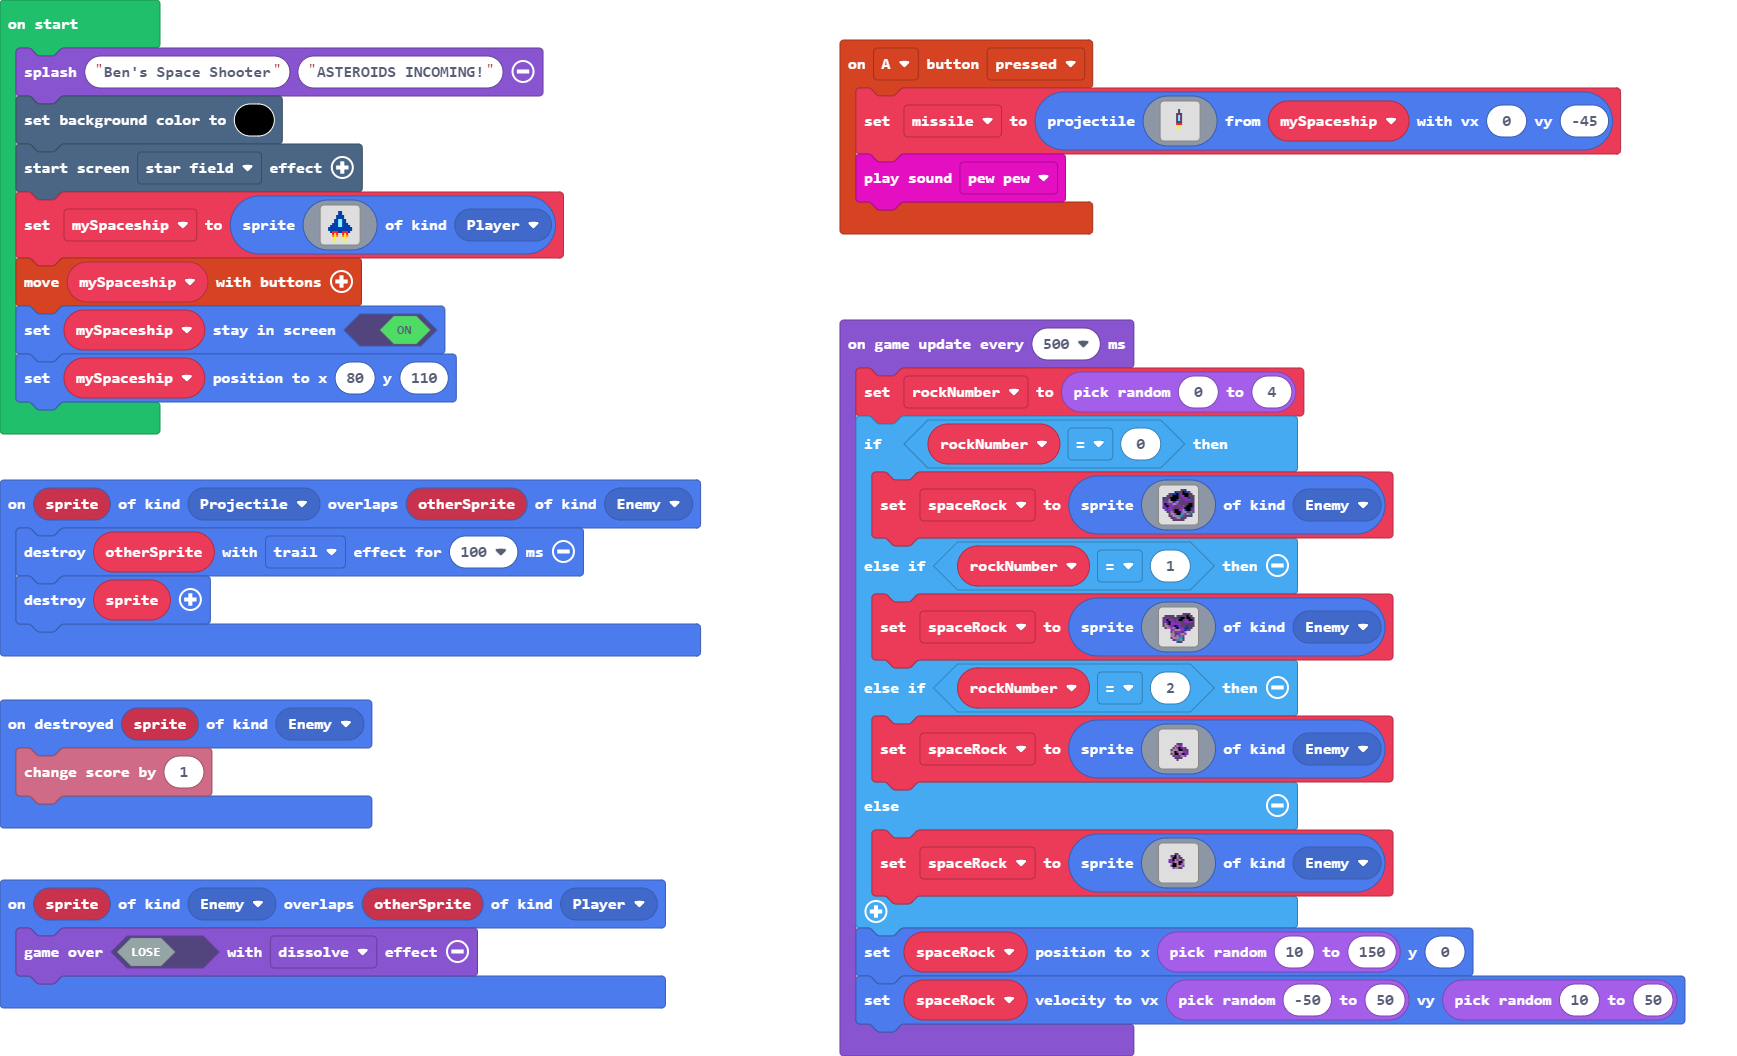 on start
splash "Ben's Space Shooter" "ASTEROIDS INCOMING!"
set background color to
start screen star field effect
set mySpaceship to sprite of kind Player
move mySpaceship with buttons
set mySpaceship stay in screen ON
set mySpaceship position to x 80 y 110
on sprite of kind Projectile overlaps otherSprite of kind Enemy
destroy otherSprite with trail effect for 100 ms
destroy sprite
on destroyed sprite of kind Enemy
change score by 1
on sprite of kind Enemy overlaps otherSprite of kind Player
game over LOSE with dissolve effect
on A button pressed
set missile to projectile from mySpaceship with vx 0 vy -45
play sound pew pew
on game update every 500 ms
set rockNumber to pick random 0 to 4
if rockNumber = 0 then
set spaceRock to sprite of kind Enemy
else if rockNumber = 1 then
set spaceRock to sprite of kind Enemy
else if rockNumber = 2 then
set spaceRock to sprite of kind Enemy
else
set spaceRock to sprite of kind Enemy
set spaceRock position to x pick random 10 to 150 y 0
set spaceRock velocity to vx pick random -50 to 50 vy pick random 10 to 50